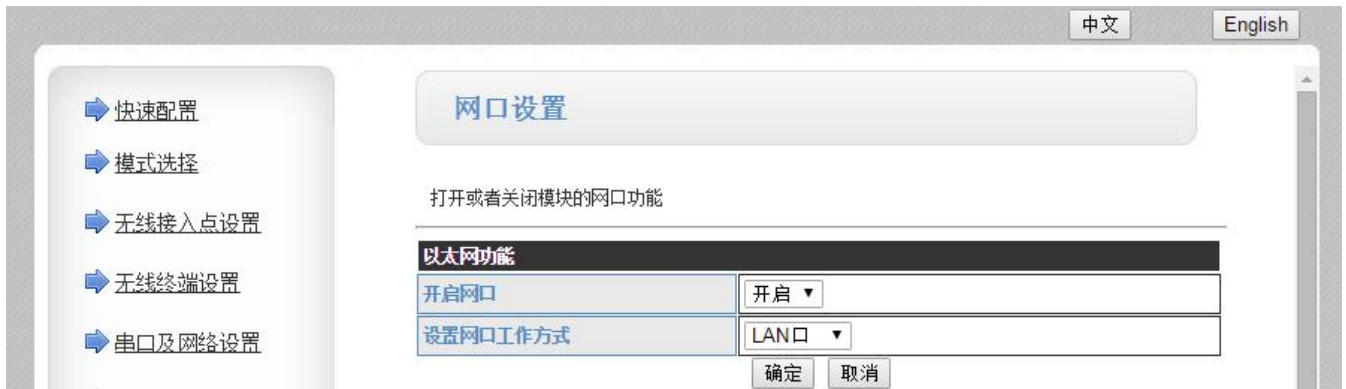 中文 English
快速配置
模式选择
无线接入点设置
无线终端设置
串口及网络设置
网口设置
打开或者关闭模块的网口功能
以太网功能
开启网口 开启
设置网口工作方式 LAN口
确定 取消